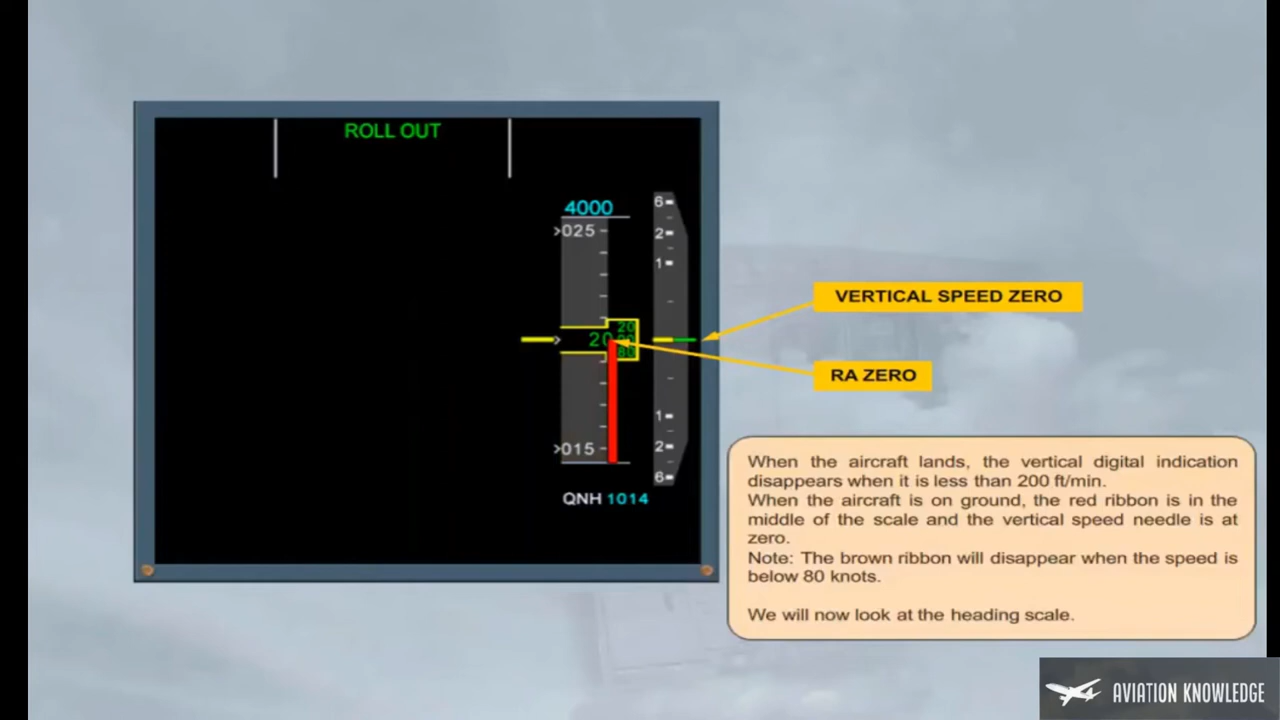 ROLL OUT
4000
6
>025
2
1
VERTICAL SPEED ZERO
20
20
80
RA ZERO
1
>015
2
6
QNH 1014
When the aircraft lands, the vertical digital indication
disappears when it is less than 200 ft/min.
When the aircraft is on ground, the red ribbon is in the
middle of the scale and the vertical speed needle is at
zero.
Note: The brown ribbon will disappear when the speed is
below 80 knots.
We will now look at the heading scale.
AVIATION KNOWLEDGE